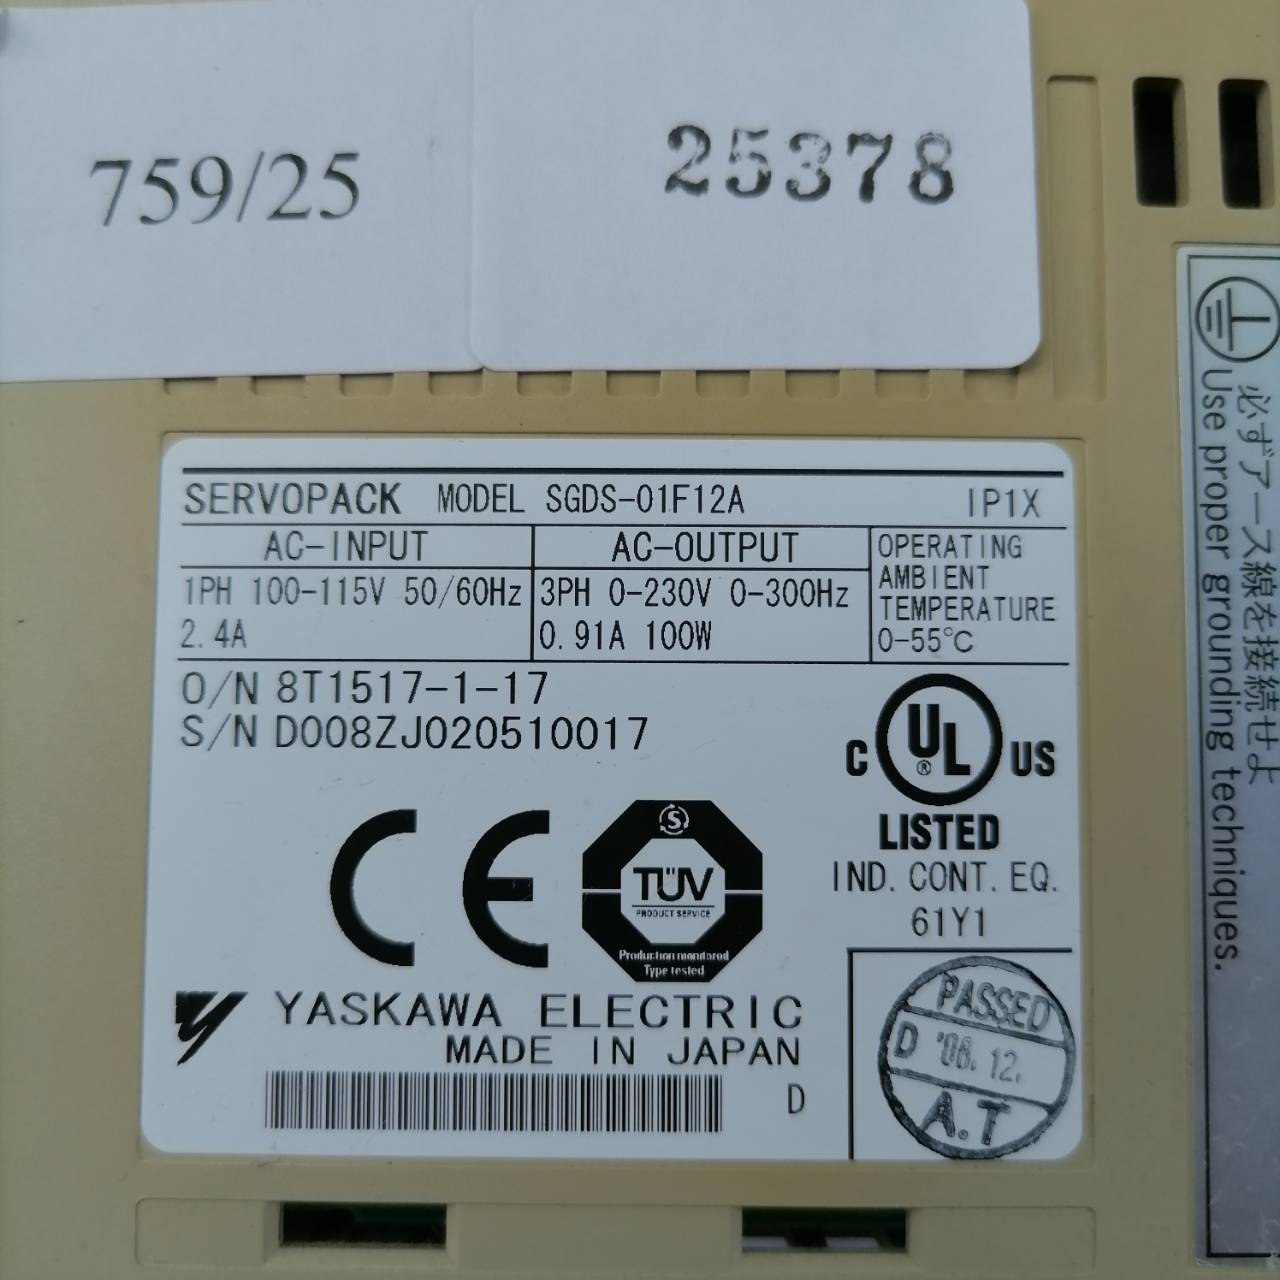 759/25
25378
SERVOPACK MODEL SGDS-01F12A IP1X
AC-INPUT
1PH 100-115V 50/60Hz
2.4A
AC-OUTPUT
3PH 0-230V 0-300Hz
0.91A 100W
OPERATING
AMBIENT
TEMPERATURE
0-55°C
O/N 8T1517-1-17
S/N D008ZJ020510017
C UL® US
LISTED
IND. CONT. EQ.
61Y1
CE
S
TÜV
PRODUCT SERVICE
Production monitored
Type tested
YASKAWA ELECTRIC
MADE IN JAPAN
D
PASSED
D '08.12.
A.T
必ずアース線を接続せよ
Use proper grounding techniques.